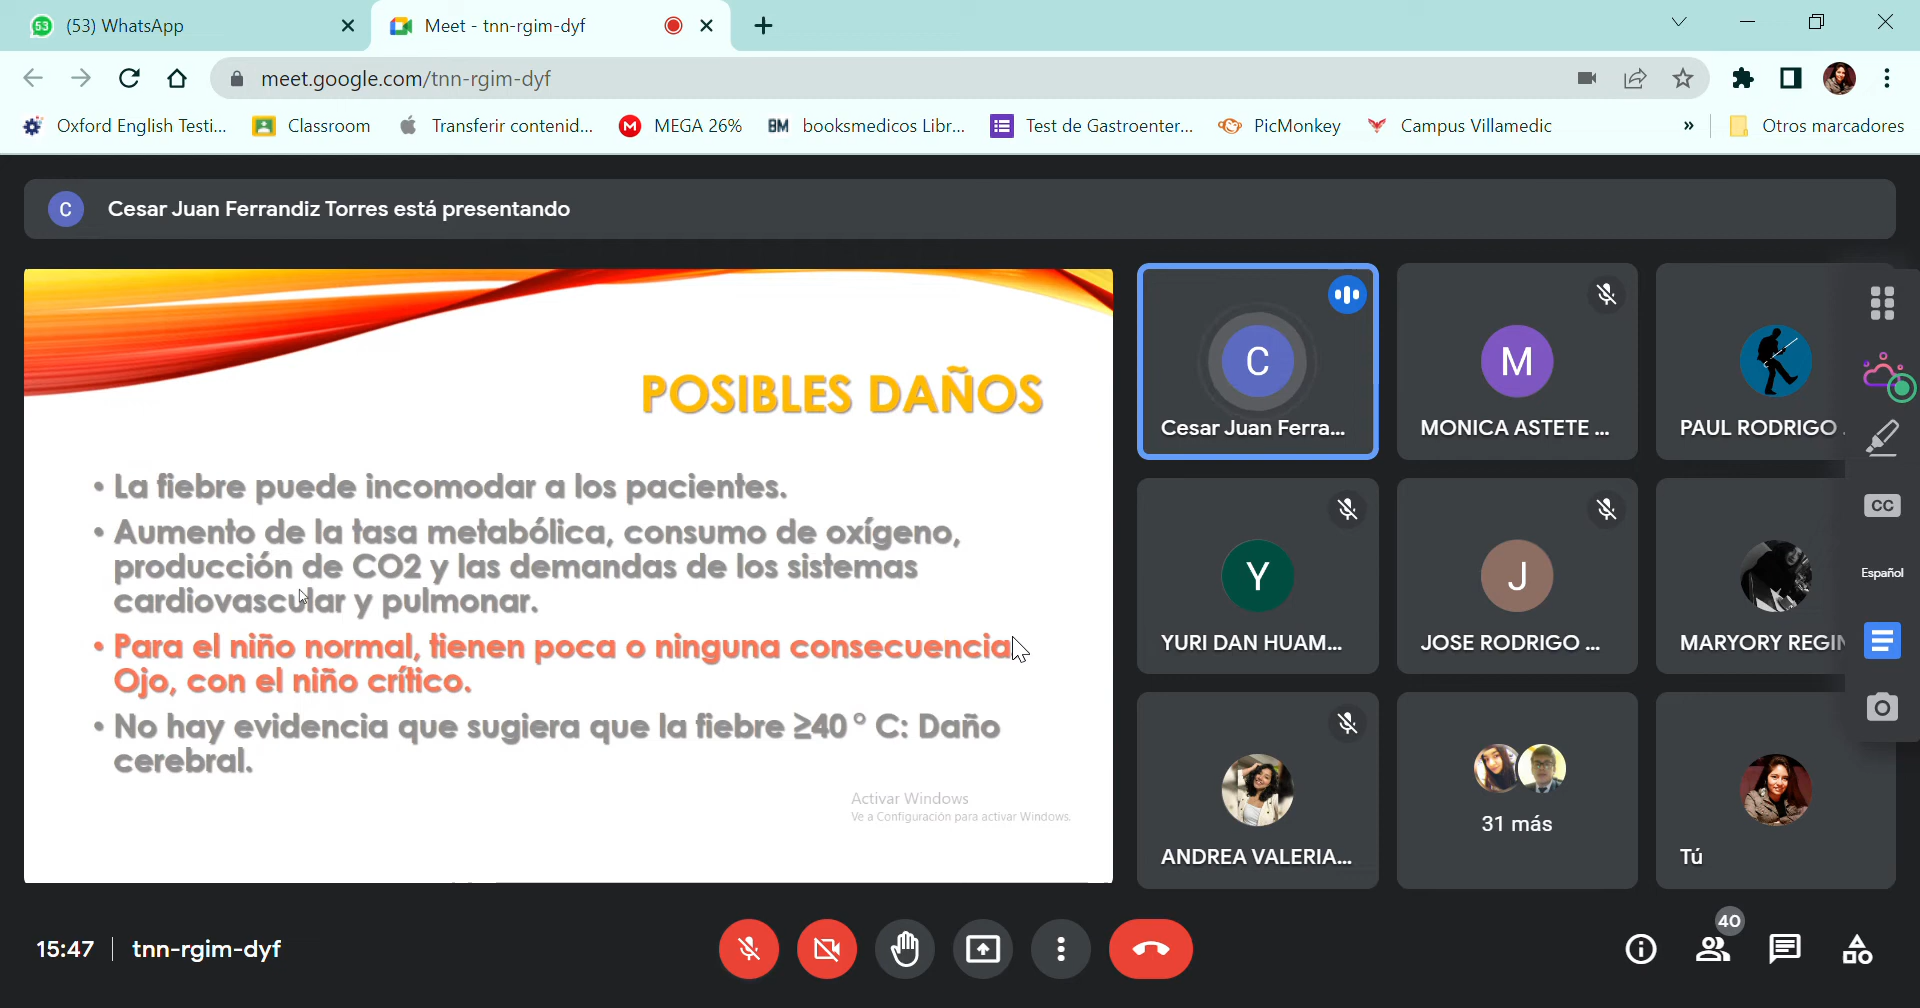 53
(53) WhatsApp
Meet - tnn-rgim-dyf
meet.google.com/tnn-rgim-dyf
Oxford English Testi...
Classroom
Transferir contenid...
M
MEGA 26%
BM
booksmedicos Libr...
Test de Gastroenter...
PicMonkey
Campus Villamedic
»
Otros marcadores
C
Cesar Juan Ferrandiz Torres está presentando
POSIBLES DAÑOS
• La fiebre puede incomodar a los pacientes.
• Aumento de la tasa metabólica, consumo de oxígeno,
producción de CO2 y las demandas de los sistemas
cardiovascular y pulmonar.
• Para el niño normal, tienen poca o ninguna consecuencia
Ojo, con el niño crítico.
• No hay evidencia que sugiera que la fiebre ≥40 ° C: Daño
cerebral.
Activar Windows
Ve a Configuración para activar Windows.
C
Cesar Juan Ferra...
M
MONICA ASTETE ...
PAUL RODRIGO
Y
YURI DAN HUAM...
J
JOSE RODRIGO ...
MARYORY REGIN
ANDREA VALERIA...
31 más
Tú
CC
Español
15:47
tnn-rgim-dyf
40